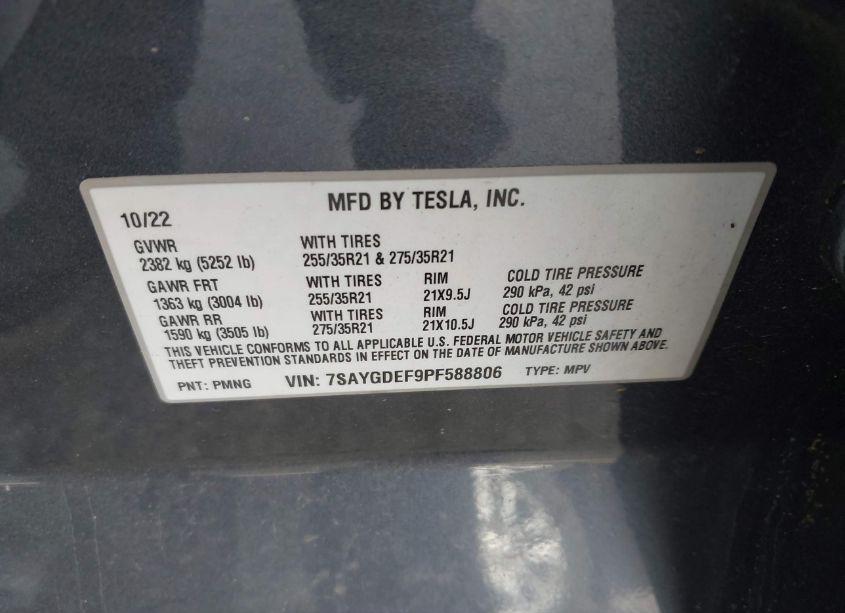 MFD BY TESLA, INC.
10/22
GVWR WITH TIRES
2382 kg (5252 lb) 255/35R21 & 275/35R21
GAWR FRT WITH TIRES RIM COLD TIRE PRESSURE
1363 kg (3004 lb) 255/35R21 21X9.5J 290 kPa, 42 psi
GAWR RR WITH TIRES RIM COLD TIRE PRESSURE
1590 kg (3505 lb) 275/35R21 21X10.5J 290 kPa, 42 psi
THIS VEHICLE CONFORMS TO ALL APPLICABLE U.S. FEDERAL MOTOR VEHICLE SAFETY AND
THEFT PREVENTION STANDARDS IN EFFECT ON THE DATE OF MANUFACTURE SHOWN ABOVE.
PNT: PMNG VIN: 7SAYGDEF9PF588806 TYPE: MPV